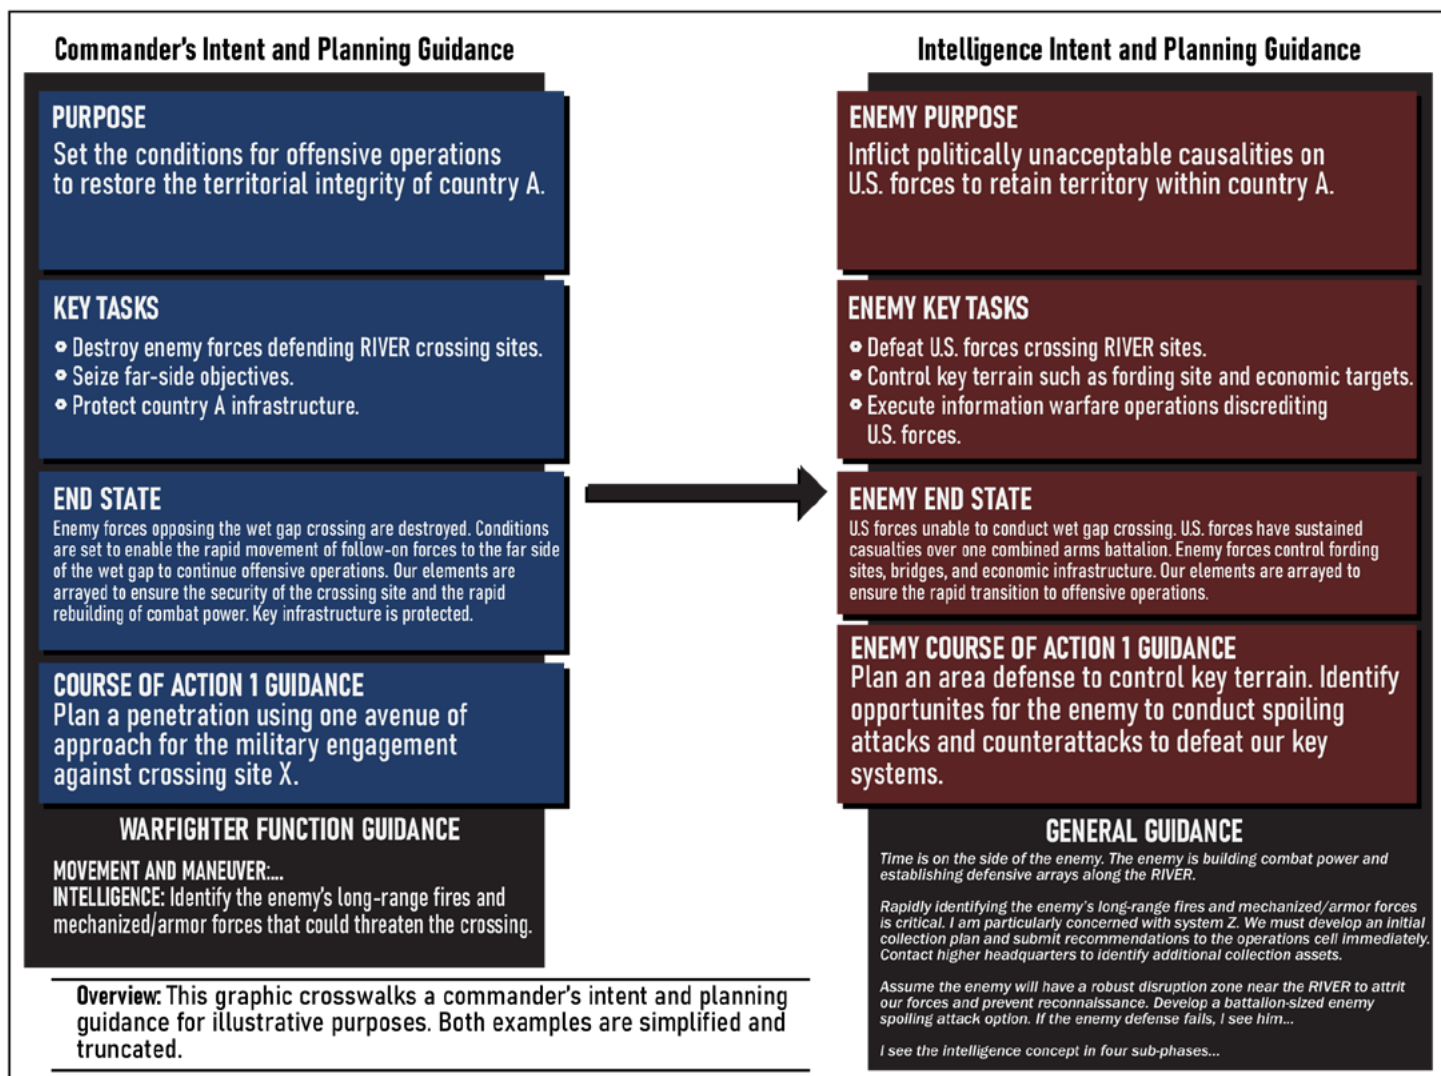 Commander's Intent and Planning Guidance
PURPOSE
Set the conditions for offensive operations
to restore the territorial integrity of country A.
KEY TASKS
Destroy enemy forces defending RIVER crossing sites.
Seize far-side objectives.
Protect country A infrastructure.
END STATE
Enemy forces opposing the wet gap crossing are destroyed. Conditions
are set to enable the rapid movement of follow-on forces to the far side
of the wet gap to continue offensive operations. Our elements are
arrayed to ensure the security of the crossing site and the rapid
rebuilding of combat power. Key infrastructure is protected.
COURSE OF ACTION 1 GUIDANCE
Plan a penetration using one avenue of
approach for the military engagement
against crossing site X.
WARFIGHTER FUNCTION GUIDANCE
MOVEMENT AND MANEUVER:...
INTELLIGENCE: Identify the enemy's long-range fires and
mechanized/armor forces that could threaten the crossing.
Overview: This graphic crosswalks a commander's intent and planning
guidance for illustrative purposes. Both examples are simplified and
truncated.
Intelligence Intent and Planning Guidance
ENEMY PURPOSE
Inflict politically unacceptable causalities on
U.S. forces to retain territory within country A.
ENEMY KEY TASKS
Defeat U.S. forces crossing RIVER sites.
Control key terrain such as fording site and economic targets.
Execute information warfare operations discrediting
U.S. forces.
ENEMY END STATE
U.S forces unable to conduct wet gap crossing. U.S. forces have sustained
casualties over one combined arms battalion. Enemy forces control fording
sites, bridges, and economic infrastructure. Our elements are arrayed to
ensure the rapid transition to offensive operations.
ENEMY COURSE OF ACTION 1 GUIDANCE
Plan an area defense to control key terrain. Identify
opportunites for the enemy to conduct spoiling
attacks and counterattacks to defeat our key
systems.
GENERAL GUIDANCE
Time is on the side of the enemy. The enemy is building combat power and
establishing defensive arrays along the RIVER.
Rapidly identifying the enemy's long-range fires and mechanized/armor forces
is critical. I am particularly concerned with system Z. We must develop an initial
collection plan and submit recommendations to the operations cell immediately.
Contact higher headquarters to identify additional collection assets.
Assume the enemy will have a robust disruption zone near the RIVER to attrit
our forces and prevent reconnaissance. Develop a battalion-sized enemy
spoiling attack option. If the enemy defense fails, I see him...
I see the intelligence concept in four sub-phases...